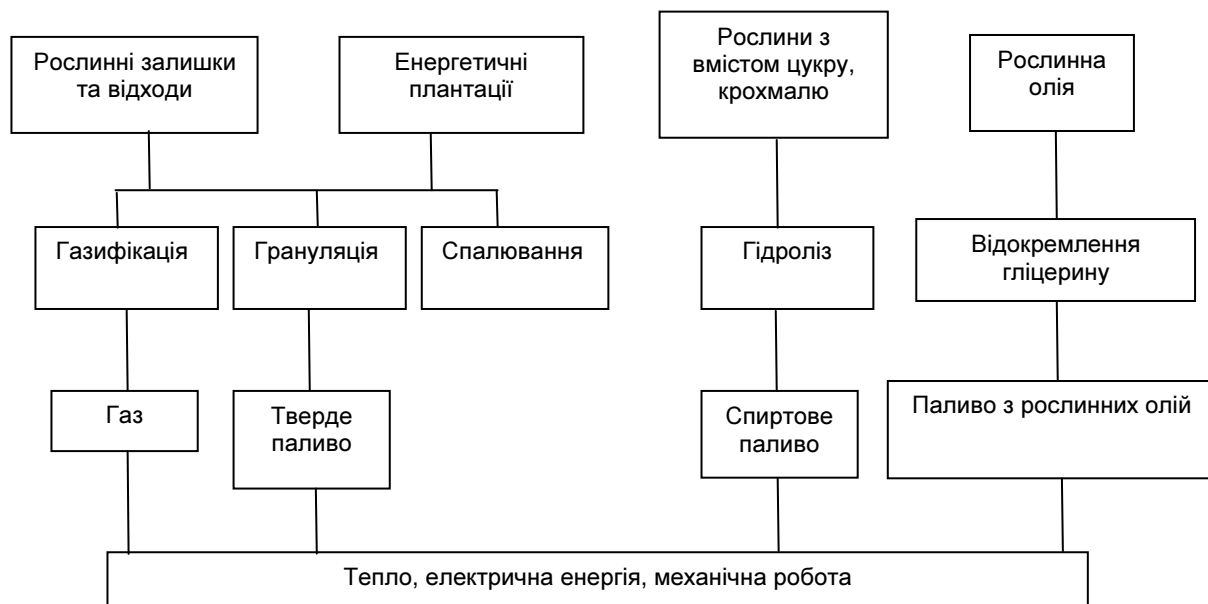 Рослинні залишки
та відходи
Енергетичні
плантації
Рослини з
вмістом цукру,
крохмалю
Рослинна
олія
Газифікація
Грануляція
Спалювання
Гідроліз
Відокремлення
гліцерину
Газ
Тверде
паливо
Спиртове
паливо
Паливо з рослинних олій
Тепло, електрична енергія, механічна робота